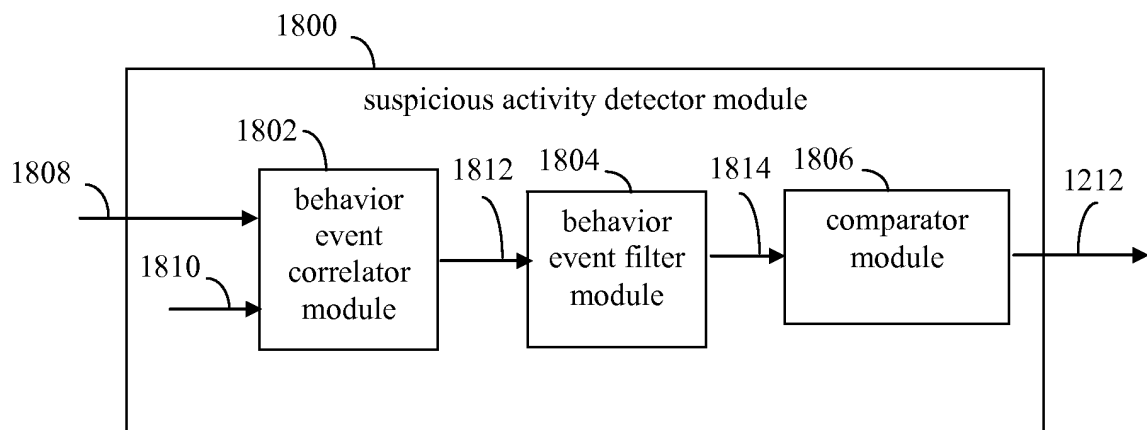 1800
suspicious activity detector module
1802
1804
1806
1808
1812
1814
1212
behavior
event
correlator
module
behavior
event filter
module
comparator
module
1810